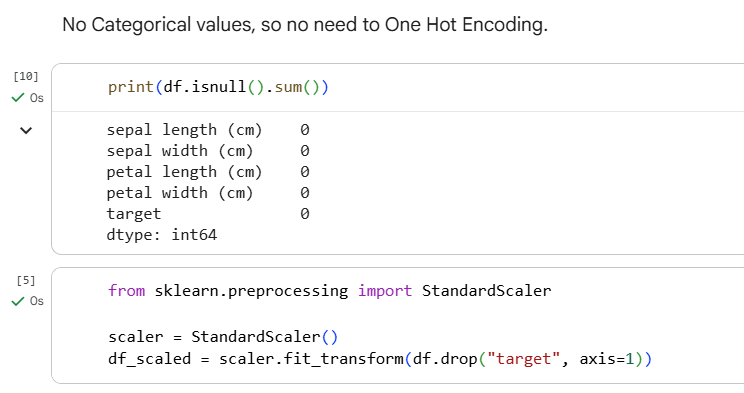 No Categorical values, so no need to One Hot Encoding.
[10]
0s
print(df.isnull().sum())
sepal length (cm)    0
sepal width (cm)     0
petal length (cm)    0
petal width (cm)     0
target               0
dtype: int64
[5]
0s
from sklearn.preprocessing import StandardScaler
scaler = StandardScaler()
df_scaled = scaler.fit_transform(df.drop("target", axis=1))